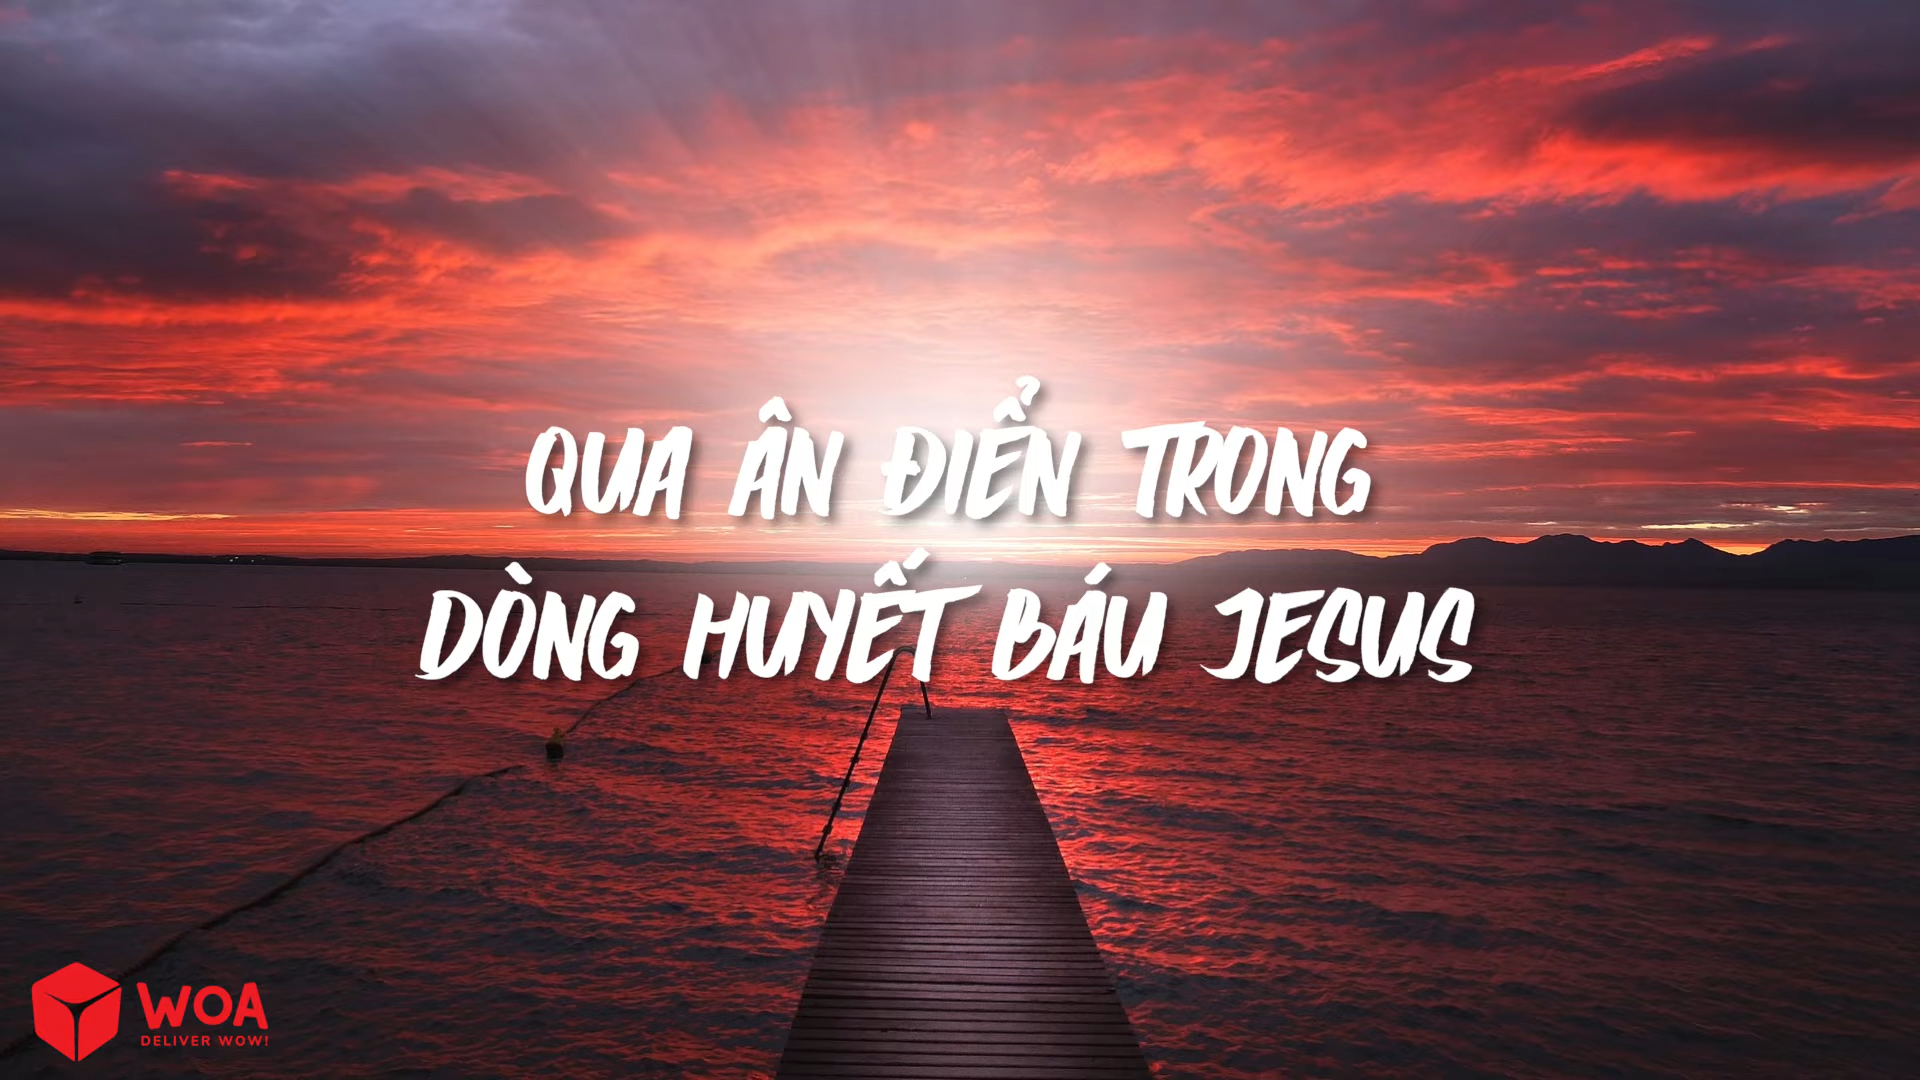 QUA ÂN ĐIỂN TRONG
DÒNG HUYẾT BÁU JESUS
WOA
DELIVER WOW!